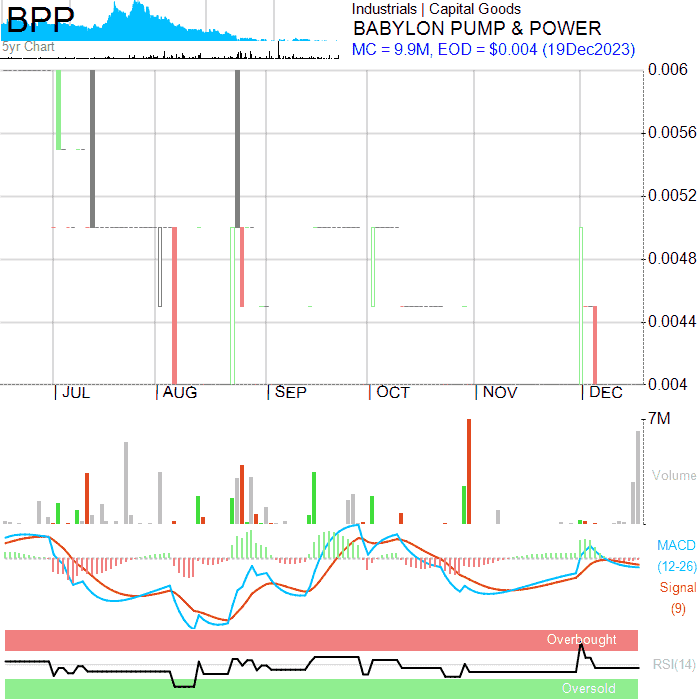 BPP
5yr Chart
Industrials | Capital Goods
BABYLON PUMP & POWER
MC = 9.9M, EOD = $0.004 (19Dec2023)
0.006
0.0056
0.0052
0.0048
0.0044
0.004
JUL AUG SEP OCT NOV DEC
7M
Volume
MACD
(12-26)
Signal
(9)
Overbought
RSI(14)
Oversold